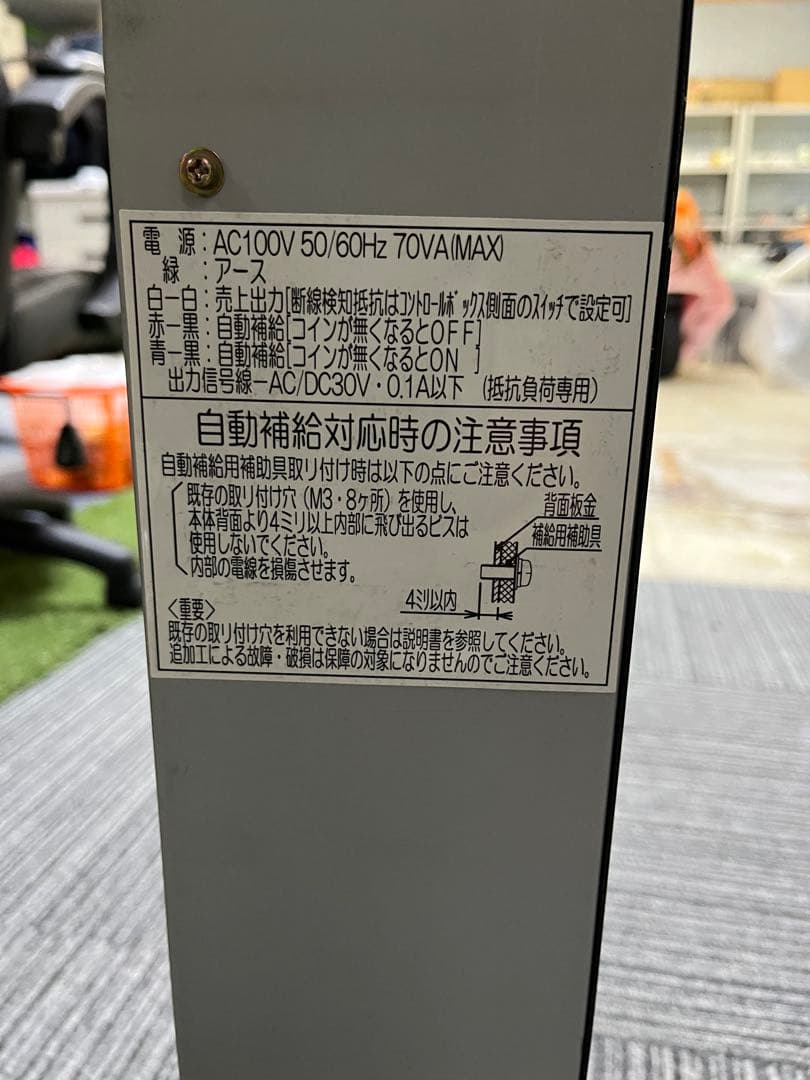 電 源 : AC100V 50/60Hz 70VA(MAX)
緑 : アース
白ー白 : 売上出力[断線検知抵抗はｺﾝﾄﾛｰﾙﾎﾞｯｸｽ側面のｽｲｯﾁで設定可]
赤ー黒 : 自動補給[コインが無くなるとOFF]
青ー黒 : 自動補給[コインが無くなるとON ]
出力信号線ーAC/DC30V・0.1A以下 (抵抗負荷専用)
自動補給対応時の注意事項
自動補給用補助具取り付け時は以下の点にご注意ください。
既存の取り付け穴（M3・8ヶ所）を使用し、
本体背面より4ミリ以上内部に飛び出るビスは
使用しないでください。
内部の電線を損傷させます。
背面板金
補給用補助具
4ミリ以内
〈重要〉
既存の取り付け穴を利用できない場合は説明書を参照してください。
追加工による故障・破損は保障の対象になりませんのでご注意ください。